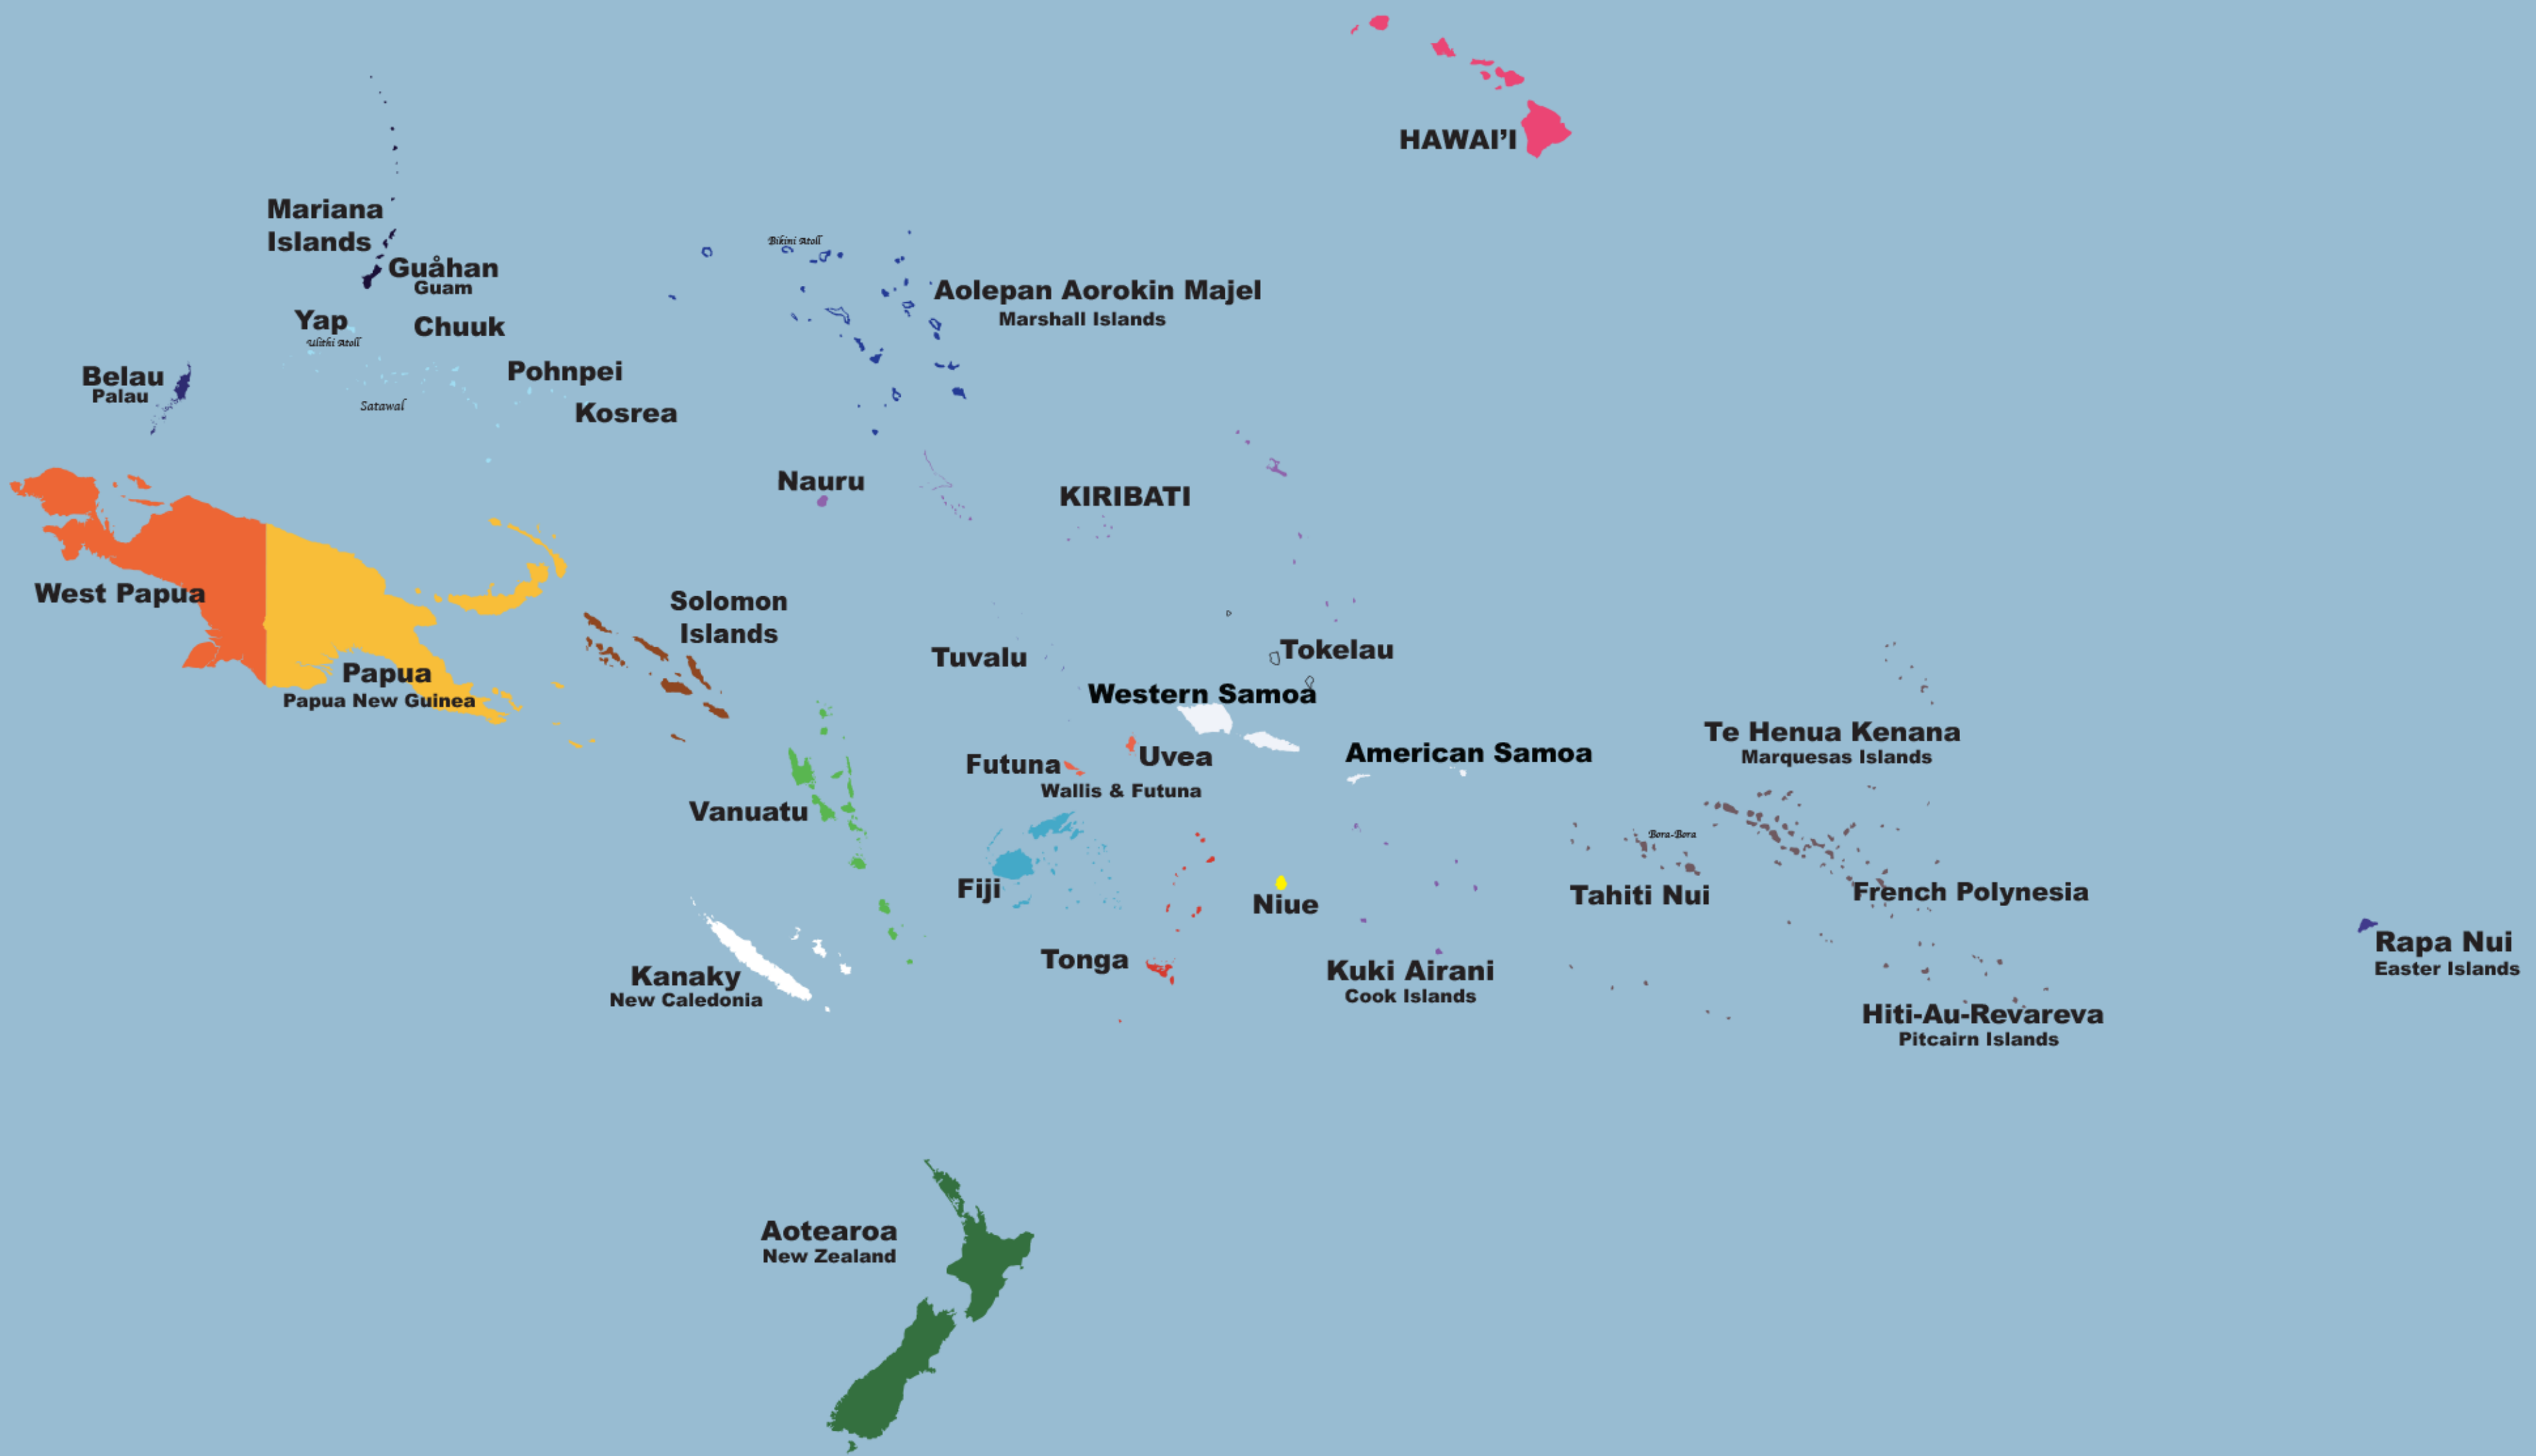 HAWAI’I
Mariana
Islands
Guåhan
Guam
Bikini Atoll
Aolepan Aorokin Majel
Marshall Islands
Yap
Ulithi Atoll
Chuuk
Belau
Palau
Pohnpei
Satawal
Kosrea
Nauru
KIRIBATI
West Papua
Solomon
Islands
Papua
Papua New Guinea
Tuvalu
Tokelau
Western Samoa
Futuna
Uvea
Wallis & Futuna
American Samoa
Te Henua Kenana
Marquesas Islands
Vanuatu
Bora-Bora
Fiji
Niue
Tahiti Nui
French Polynesia
Tonga
Kanaky
New Caledonia
Kuki Airani
Cook Islands
Rapa Nui
Easter Islands
Hiti-Au-Revareva
Pitcairn Islands
Aotearoa
New Zealand